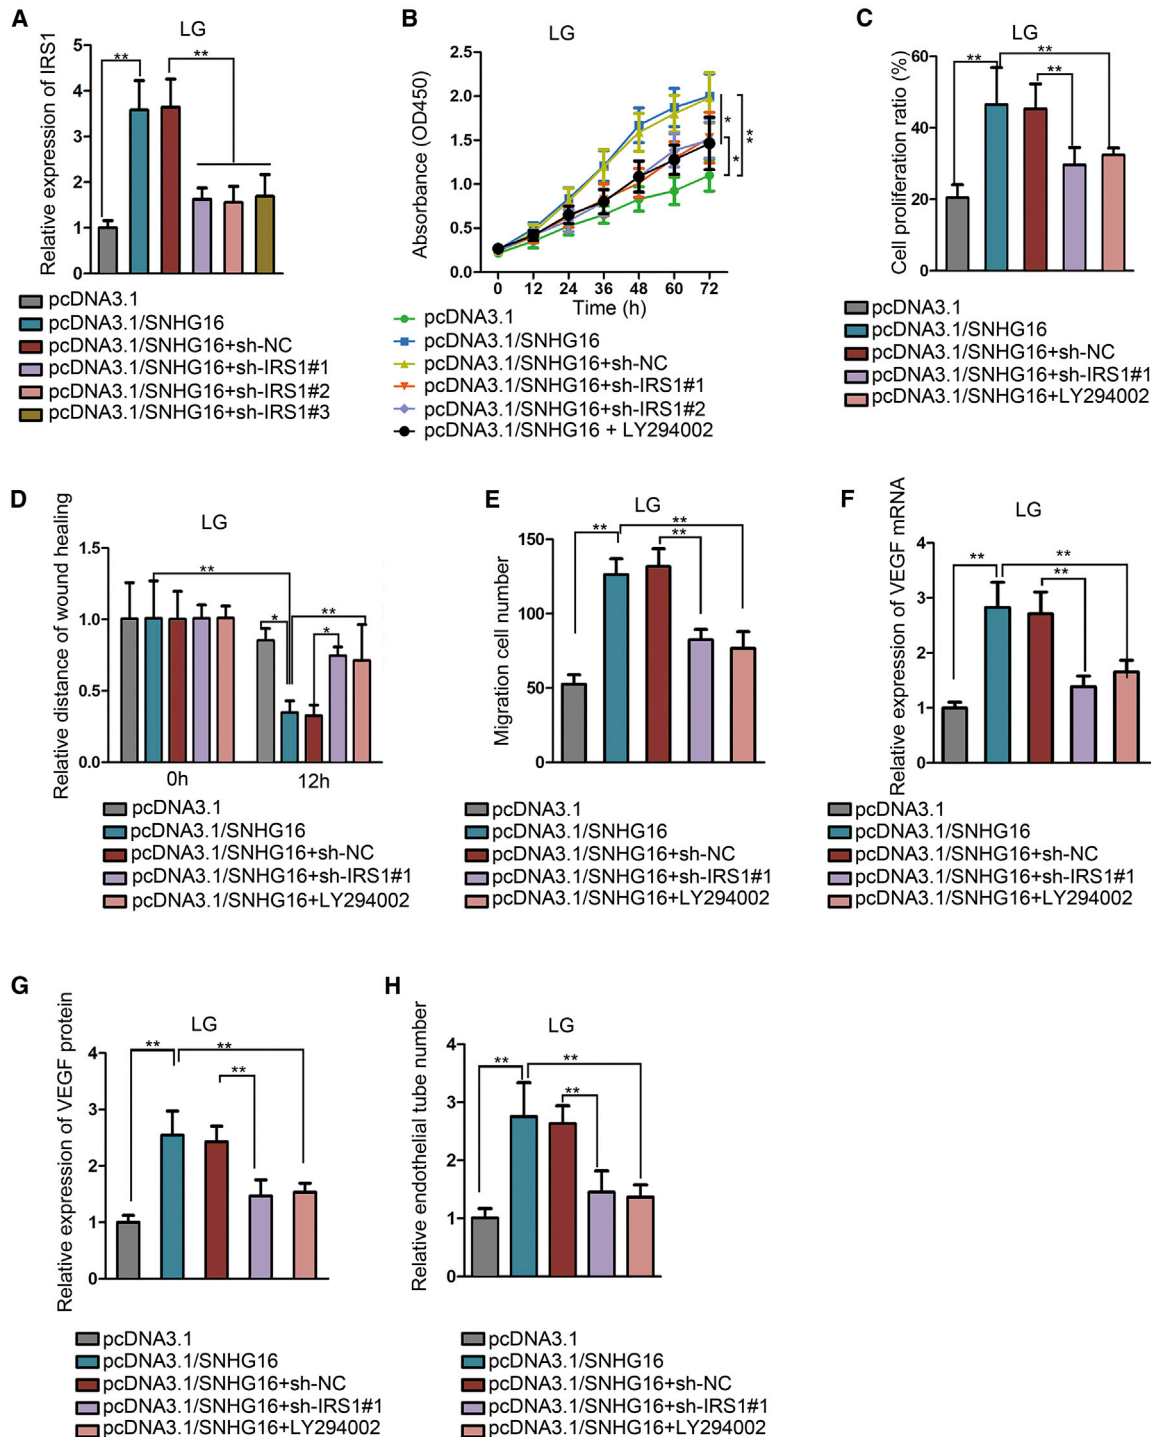 A
LG
Relative expression of IRS1
5
4
3
2
1
0
**
**
pcDNA3.1
pcDNA3.1/SNHG16
pcDNA3.1/SNHG16+sh-NC
pcDNA3.1/SNHG16+sh-IRS1#1
pcDNA3.1/SNHG16+sh-IRS1#2
pcDNA3.1/SNHG16+sh-IRS1#3
B
LG
Absorbance (OD450)
2.5
2.0
1.5
1.0
0.5
0.0
*
*
**
0 12 24 36 48 60 72
Time (h)
pcDNA3.1
pcDNA3.1/SNHG16
pcDNA3.1/SNHG16+sh-NC
pcDNA3.1/SNHG16+sh-IRS1#1
pcDNA3.1/SNHG16+sh-IRS1#2
pcDNA3.1/SNHG16 + LY294002
C
LG
Cell proliferation ratio (%)
60
40
20
0
**
**
**
pcDNA3.1
pcDNA3.1/SNHG16
pcDNA3.1/SNHG16+sh-NC
pcDNA3.1/SNHG16+sh-IRS1#1
pcDNA3.1/SNHG16+LY294002
D
LG
Relative distance of wound healing
1.5
1.0
0.5
0.0
**
*
**
*
0h 12h
pcDNA3.1
pcDNA3.1/SNHG16
pcDNA3.1/SNHG16+sh-NC
pcDNA3.1/SNHG16+sh-IRS1#1
pcDNA3.1/SNHG16+LY294002
E
LG
Migration cell number
150
100
50
0
**
**
**
pcDNA3.1
pcDNA3.1/SNHG16
pcDNA3.1/SNHG16+sh-NC
pcDNA3.1/SNHG16+sh-IRS1#1
pcDNA3.1/SNHG16+LY294002
F
LG
Relative expression of VEGF mRNA
4
3
2
1
0
**
**
**
pcDNA3.1
pcDNA3.1/SNHG16
pcDNA3.1/SNHG16+sh-NC
pcDNA3.1/SNHG16+sh-IRS1#1
pcDNA3.1/SNHG16+LY294002
G
LG
Relative expression of VEGF protein
4
3
2
1
0
**
**
**
pcDNA3.1
pcDNA3.1/SNHG16
pcDNA3.1/SNHG16+sh-NC
pcDNA3.1/SNHG16+sh-IRS1#1
pcDNA3.1/SNHG16+LY294002
H
LG
Relative endothelial tube number
4
3
2
1
0
**
**
**
pcDNA3.1
pcDNA3.1/SNHG16
pcDNA3.1/SNHG16+sh-NC
pcDNA3.1/SNHG16+sh-IRS1#1
pcDNA3.1/SNHG16+LY294002